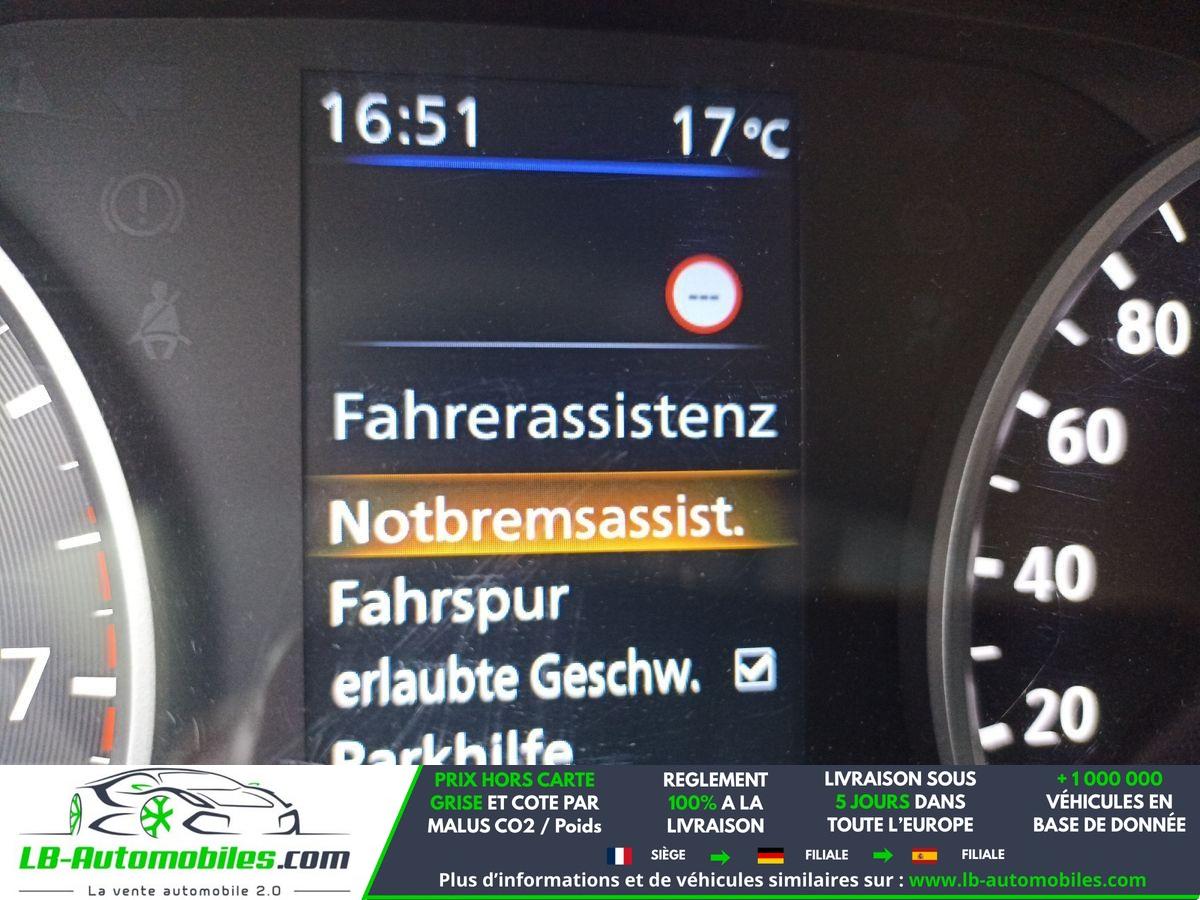 16:51 17°C
---
Fahrerassistenz
Notbremsassist.
Fahrspur
erlaubte Geschw.
Parkhilfe
7
80
60
40
20
LB-Automobiles.com
La vente automobile 2.0
PRIX HORS CARTE
GRISE ET COTE PAR
MALUS CO2 / Poids
REGLEMENT
100% A LA
LIVRAISON
LIVRAISON SOUS
5 JOURS DANS
TOUTE L'EUROPE
+1 000 000
VÉHICULES EN
BASE DE DONNÉE
SIÈGE FILIALE FILIALE
Plus d'informations et de véhicules similaires sur : www.lb-automobiles.com